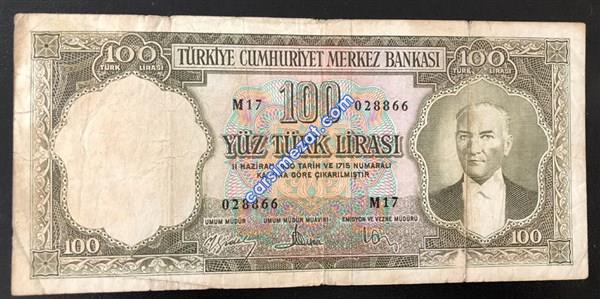 100 TÜRKİYE CUMHURİYET MERKEZ BANKASI 100
TÜRK LİRASI TÜRK LİRASI
M17 100 028866
YÜZ TÜRK LİRASI
11 HAZİRAN 1930 TARİH VE 1715 NUMARALI
KANUNA GÖRE ÇIKARILMIŞTIR
028866 M17
UMUM MÜDÜR UMUM MÜDÜR MUAVİNİ EMİSYON VE VEZNE MÜDÜRÜ
100 100
carsimezat.com